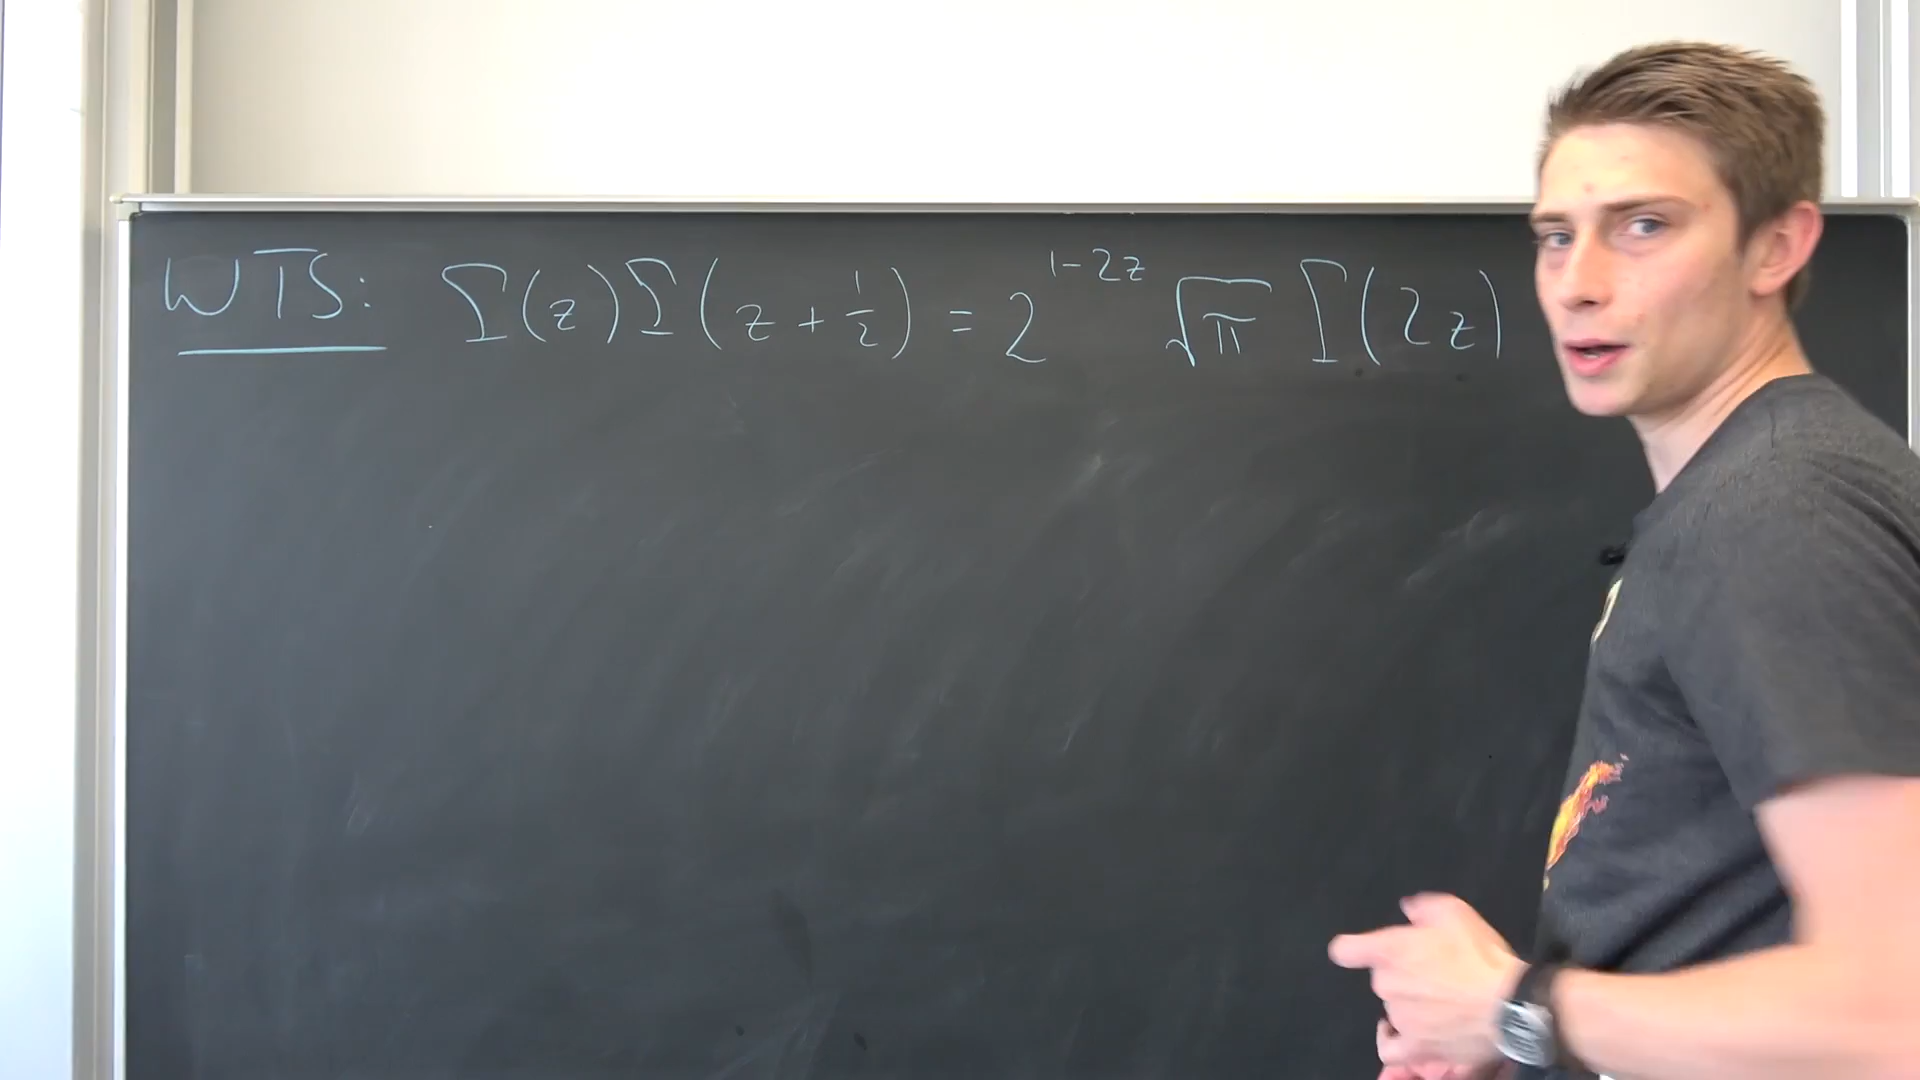 WTS: Γ(z)Γ(z + 1/2) = 2^{1-2z} √π Γ(2z)